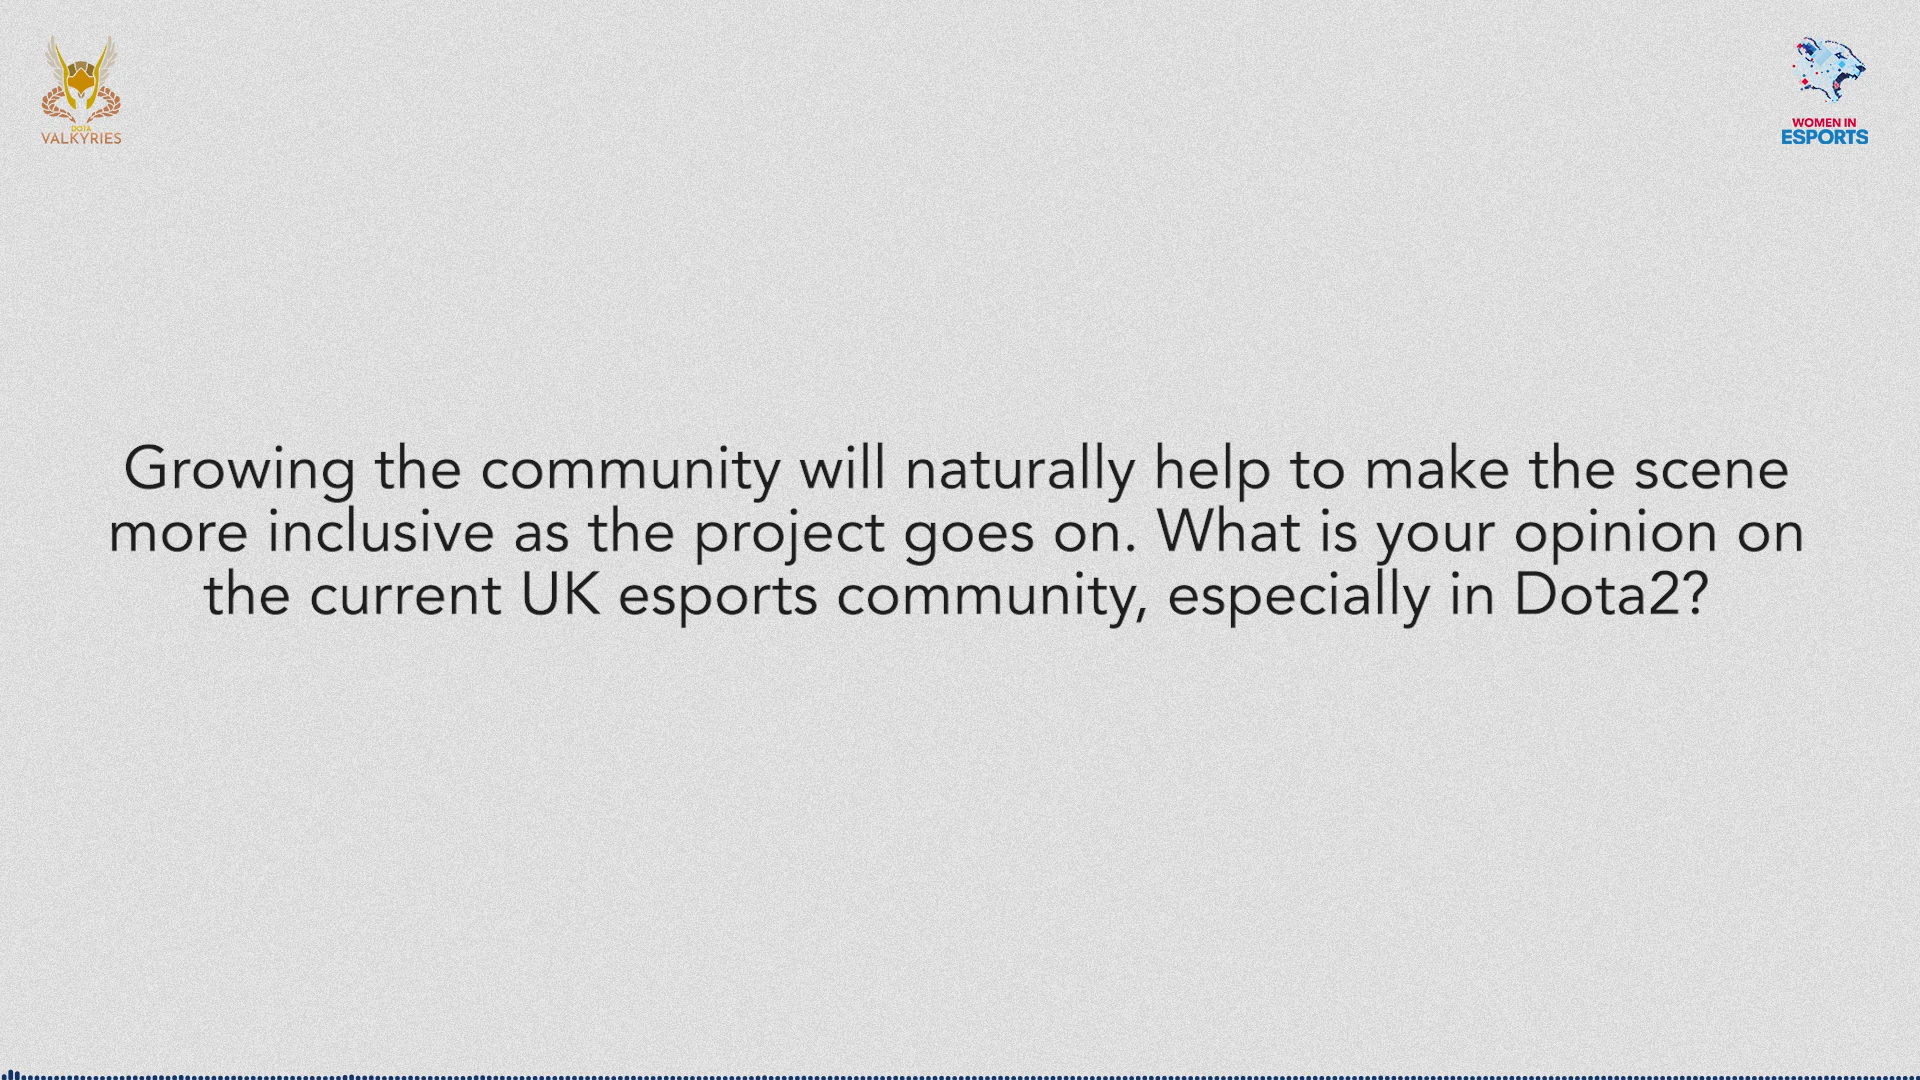 DOTA
VALKYRIES
WOMEN IN
ESPORTS
Growing the community will naturally help to make the scene
more inclusive as the project goes on. What is your opinion on
the current UK esports community, especially in Dota2?